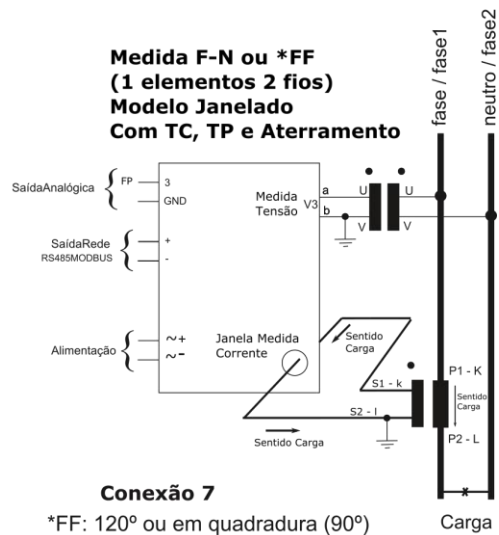 Medida F-N ou *FF
(1 elementos 2 fios)
Modelo Janelado
Com TC, TP e Aterramento
fase / fase1
neutro / fase2
SaídaAnalógica
FP
3
GND
SaídaRede
RS485MODBUS
+
-
Alimentação
~+
~-
Medida
Tensão
V3
a
b
U
U
V
V
Janela Medida
Corrente
Sentido
Carga
S1 - k
S2 - l
Sentido Carga
P1 - K
Sentido
Carga
P2 - L
Conexão 7
*FF: 120º ou em quadradura (90º)
Carga